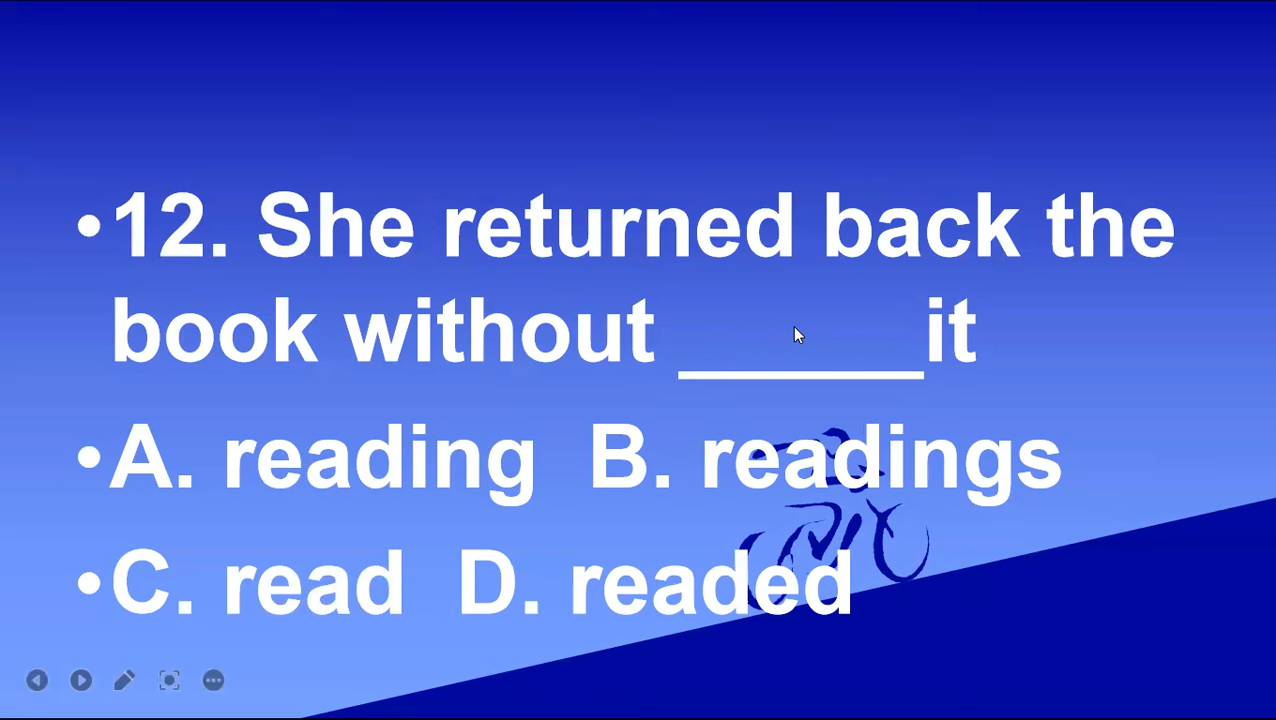 •12. She returned back the
book without ______it
•A. reading B. readings
•C. read D. readed